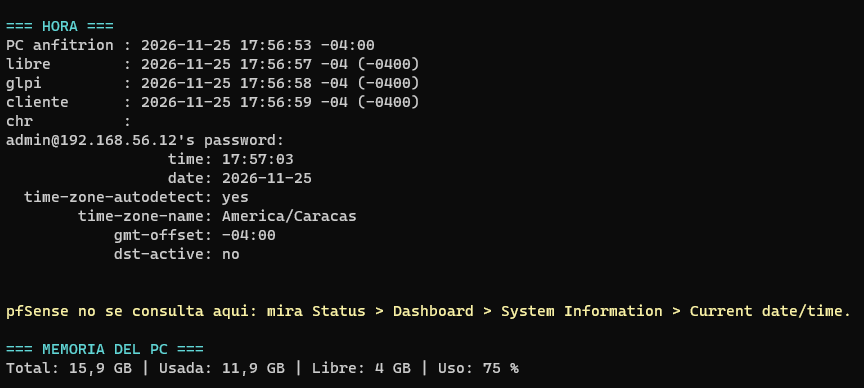 === HORA ===
PC anfitrion : 2026-11-25 17:56:53 -04:00
libre        : 2026-11-25 17:56:57 -04 (-0400)
glpi         : 2026-11-25 17:56:58 -04 (-0400)
cliente      : 2026-11-25 17:56:59 -04 (-0400)
chr          :
admin@192.168.56.12's password:
                  time: 17:57:03
                  date: 2026-11-25
  time-zone-autodetect: yes
        time-zone-name: America/Caracas
            gmt-offset: -04:00
            dst-active: no
pfSense no se consulta aqui: mira Status > Dashboard > System Information > Current date/time.
=== MEMORIA DEL PC ===
Total: 15,9 GB | Usada: 11,9 GB | Libre: 4 GB | Uso: 75 %